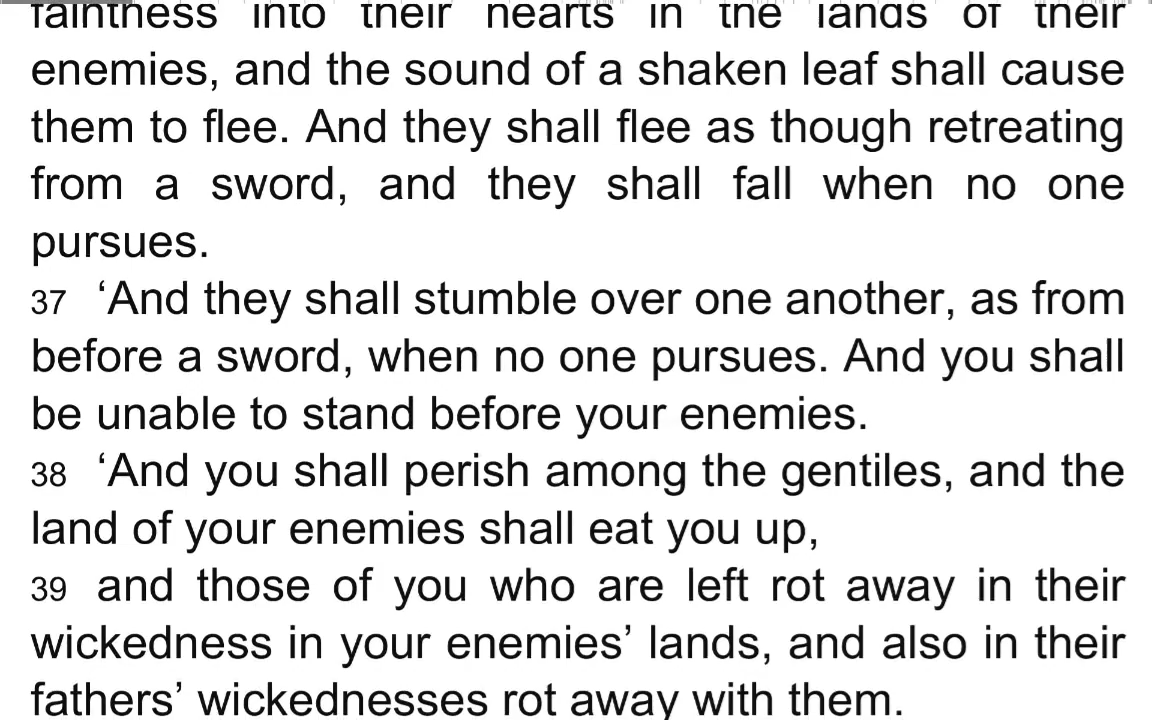 faintness into their hearts in the lands of their
enemies, and the sound of a shaken leaf shall cause
them to flee. And they shall flee as though retreating
from a sword, and they shall fall when no one
pursues.
37 ‘And they shall stumble over one another, as from
before a sword, when no one pursues. And you shall
be unable to stand before your enemies.
38 ‘And you shall perish among the gentiles, and the
land of your enemies shall eat you up,
39 and those of you who are left rot away in their
wickedness in your enemies’ lands, and also in their
fathers’ wickednesses rot away with them.